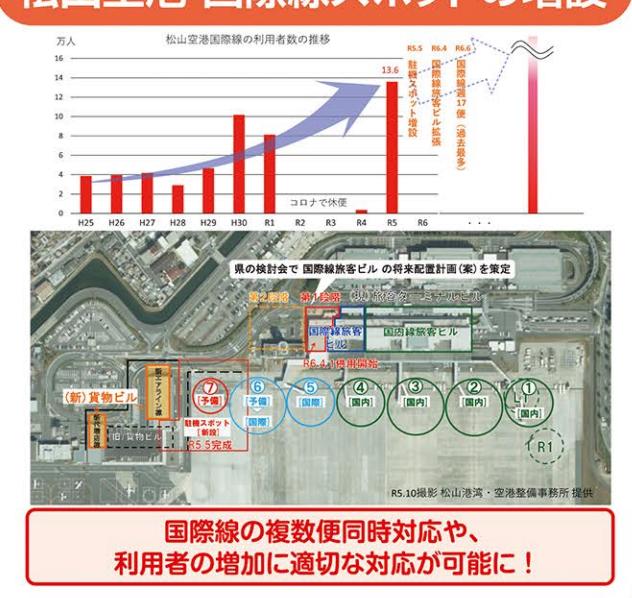 松山空港 国際線スポットの増設
万人
松山空港国際線の利用者数の推移
R5.5 駐機スポット増設
R6.4 国際線旅客ビル拡張
R6.6 国際線週17便(過去最多)
16
14
12
10
8
6
4
2
0
13.6
コロナで休便
H25 H26 H27 H28 H29 H30 R1 R2 R3 R4 R5 R6 ・・・
県の検討会で 国際線旅客ビル の将来配置計画(案)を策定
第2段階 第1段階 (現)旅客ターミナルビル
国際線旅客ビル
国内線旅客ビル
R6.4.1供用開始
(新)貨物ビル
新エアライン棟
新代理店棟
(旧)貨物ビル
⑦
[予備]
駐機スポット
[新設]
R5.5完成
⑥
[予備]
[国際]
⑤
[国際]
④
[国内]
③
[国内]
②
[国内]
①
L1
[国内]
R1
R5.10撮影 松山港湾・空港整備事務所 提供
国際線の複数便同時対応や、
利用者の増加に適切な対応が可能に!